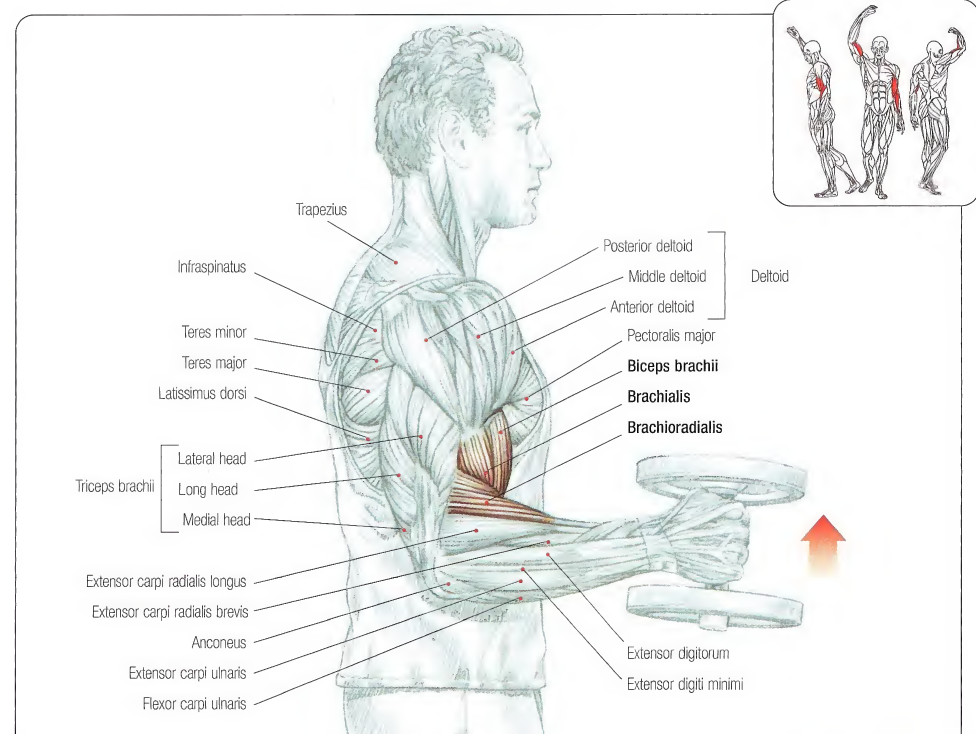 Trapezius
Infraspinatus
Teres minor
Teres major
Latissimus dorsi
Triceps brachii
Lateral head
Long head
Medial head
Extensor carpi radialis longus
Extensor carpi radialis brevis
Anconeus
Extensor carpi ulnaris
Flexor carpi ulnaris
Posterior deltoid
Middle deltoid
Anterior deltoid
Deltoid
Pectoralis major
Biceps brachii
Brachialis
Brachioradialis
Extensor digitorum
Extensor digiti minimi